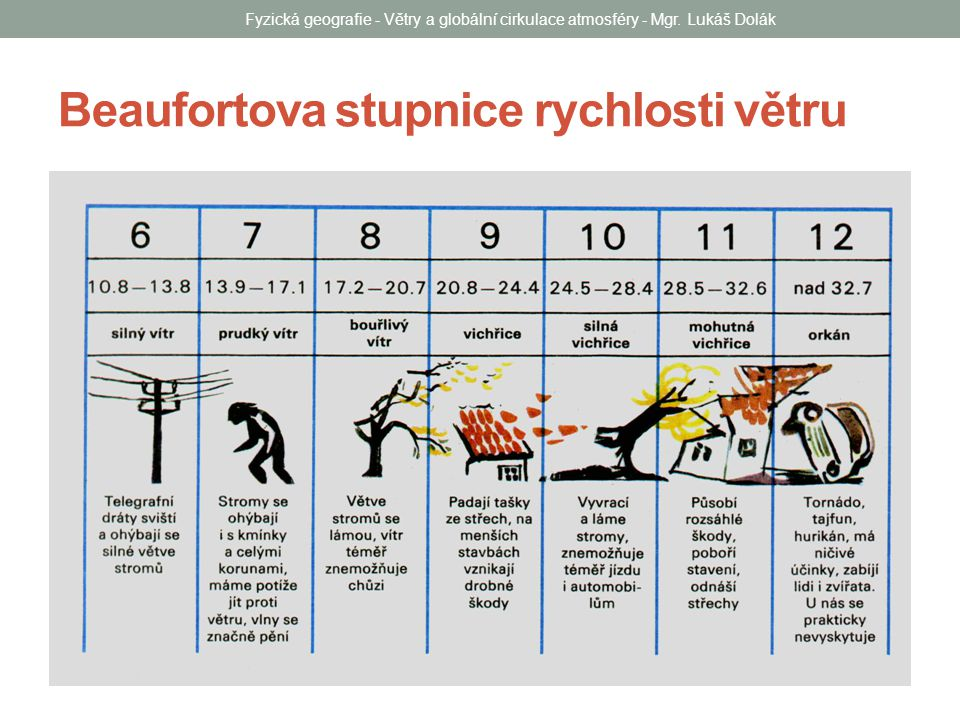 Fyzická geografie - Větry a globální cirkulace atmosféry - Mgr. Lukáš Dolák
Beaufortova stupnice rychlosti větru
6 7 8 9 10 11 12
10.8—13.8 13.9—17.1 17.2—20.7 20.8—24.4 24.5—28.4 28.5—32.6 nad 32.7
silný vítr
prudký vítr
bouřlivý
vítr
vichřice
silná
vichřice
mohutná
vichřice
orkán
Telegrafní
dráty sviští
a ohýbají se
silné větve
stromů
Stromy se
ohýbají
i s kmínky
a celými
korunami,
máme potíže
jít proti
větru, vlny se
značně pění
Větve
stromů se
lámou, vítr
téměř
znemožňuje
chůzi
Padají tašky
ze střech, na
menších
stavbách
vznikají
drobné
škody
Vyvrací
a láme
stromy,
znemožňuje
téměř jízdu
i automobi-
lům
Působí
rozsáhlé
škody,
poboří
stavení,
odnáší
střechy
Tornádo,
tajfun,
hurikán, má
ničivé
účinky, zabíjí
lidi i zvířata.
U nás se
prakticky
nevyskytuje